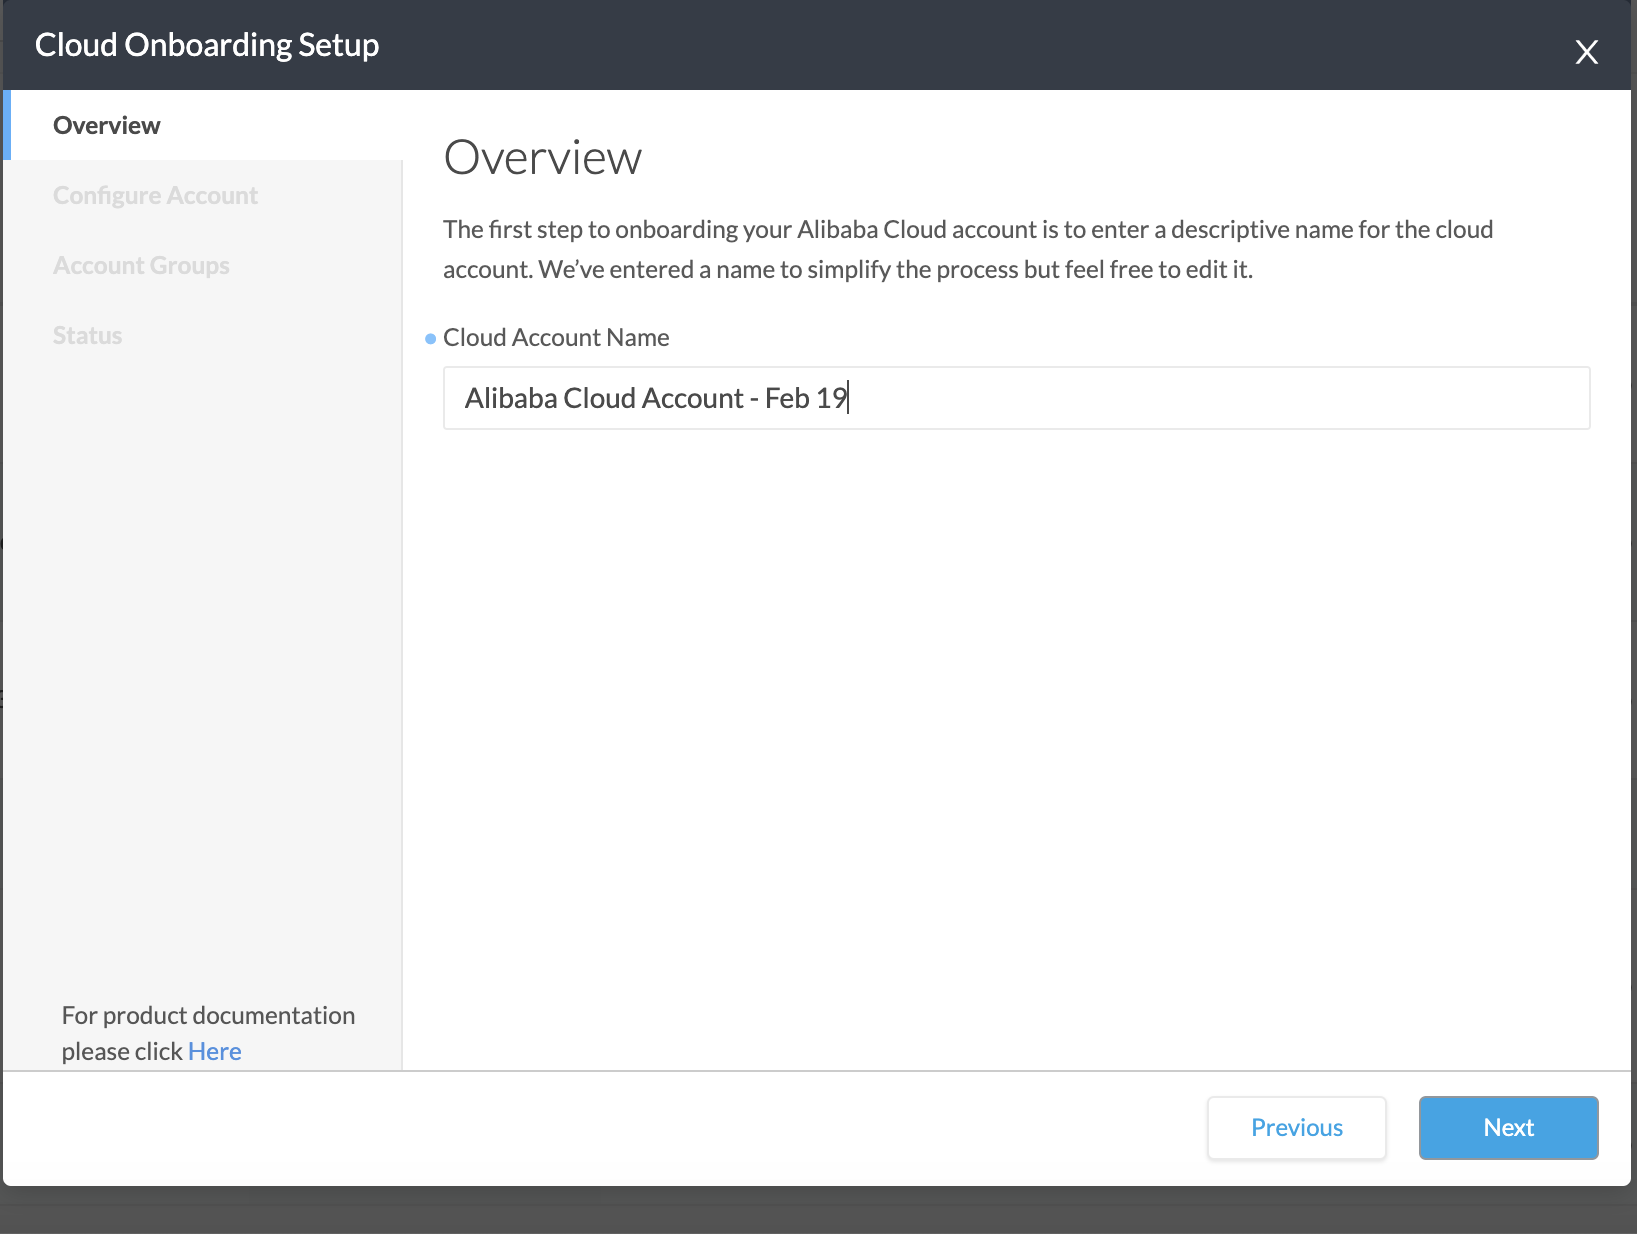 Cloud Onboarding Setup
X
Overview
Configure Account
Account Groups
Status
For product documentation
please click Here
Overview
The first step to onboarding your Alibaba Cloud account is to enter a descriptive name for the cloud
account. We’ve entered a name to simplify the process but feel free to edit it.
Cloud Account Name
Alibaba Cloud Account - Feb 19
Previous
Next